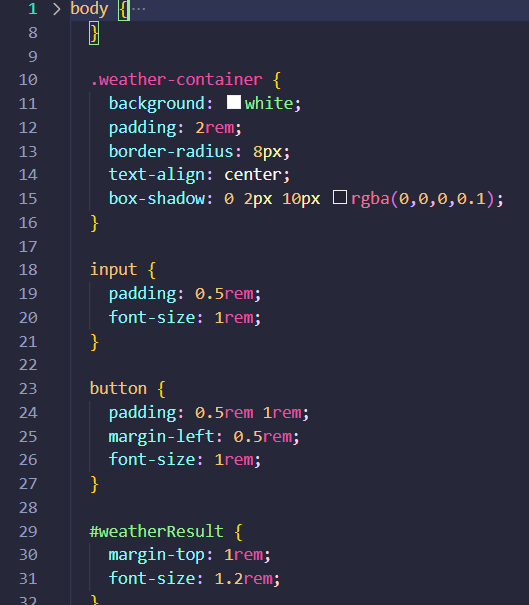 1 body { ...
8 }
9
10 .weather-container {
11 background: white;
12 padding: 2rem;
13 border-radius: 8px;
14 text-align: center;
15 box-shadow: 0 2px 10px rgba(0,0,0,0.1);
16 }
17
18 input {
19 padding: 0.5rem;
20 font-size: 1rem;
21 }
22
23 button {
24 padding: 0.5rem 1rem;
25 margin-left: 0.5rem;
26 font-size: 1rem;
27 }
28
29 #weatherResult {
30 margin-top: 1rem;
31 font-size: 1.2rem;
32 }